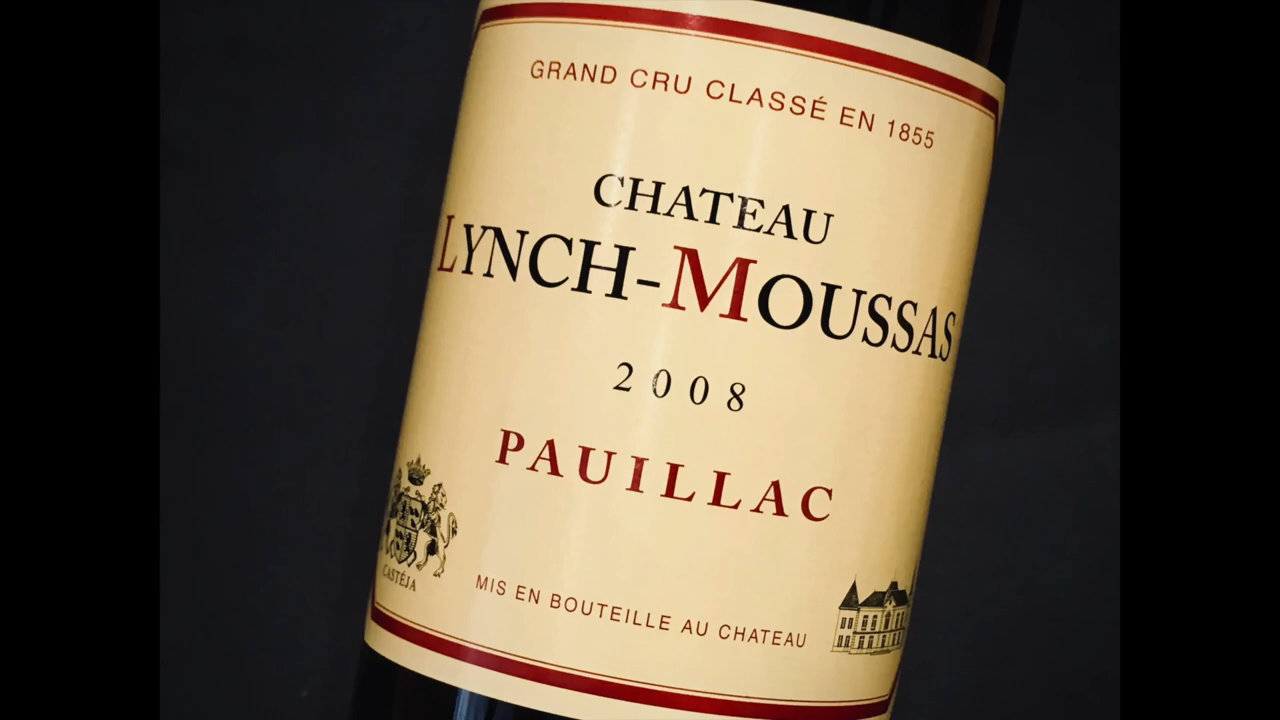 GRAND CRU CLASSÉ EN 1855
CHATEAU
LYNCH-MOUSSAS
2008
PAUILLAC
CASTÉJA
MIS EN BOUTEILLE AU CHATEAU